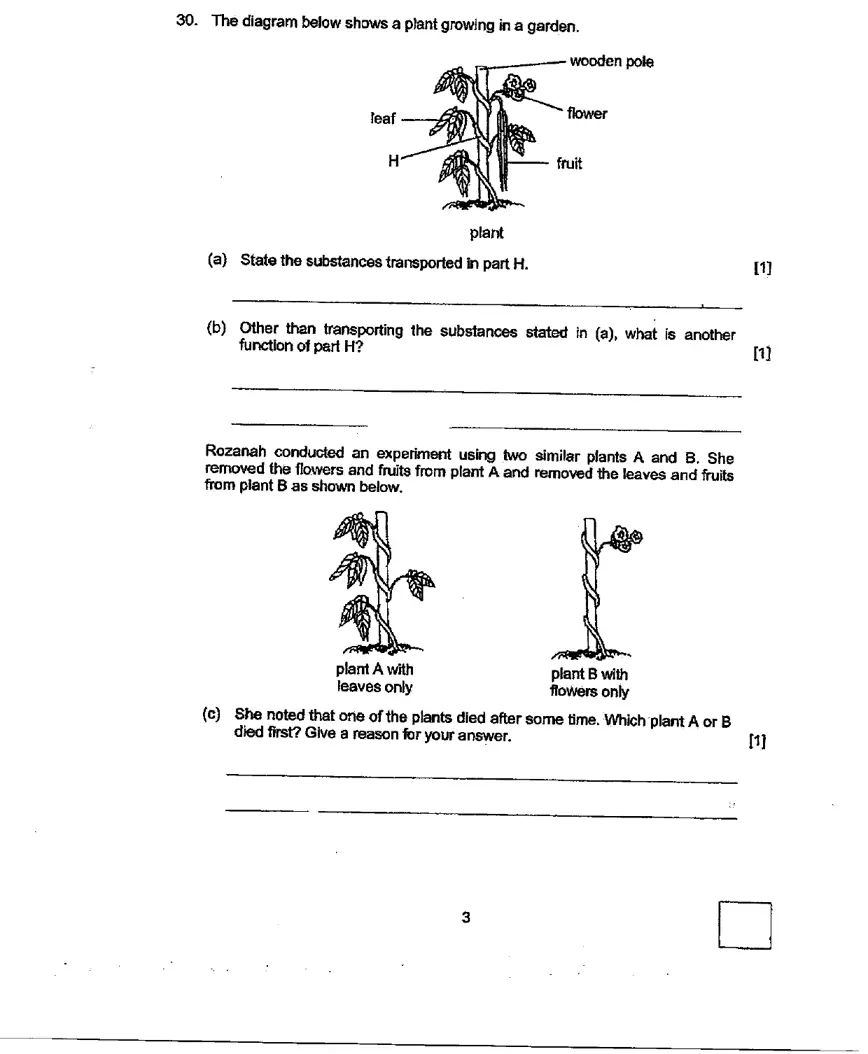 30. The diagram below shows a plant growing in a garden.
wooden pole
leaf
flower
H
fruit
plant
(a) State the substances transported in part H. [1]
(b) Other than transporting the substances stated in (a), what is another
function of part H? [1]
Rozanah conducted an experiment using two similar plants A and B. She
removed the flowers and fruits from plant A and removed the leaves and fruits
from plant B as shown below.
plant A with
leaves only
plant B with
flowers only
(c) She noted that one of the plants died after some time. Which plant A or B
died first? Give a reason for your answer. [1]
3